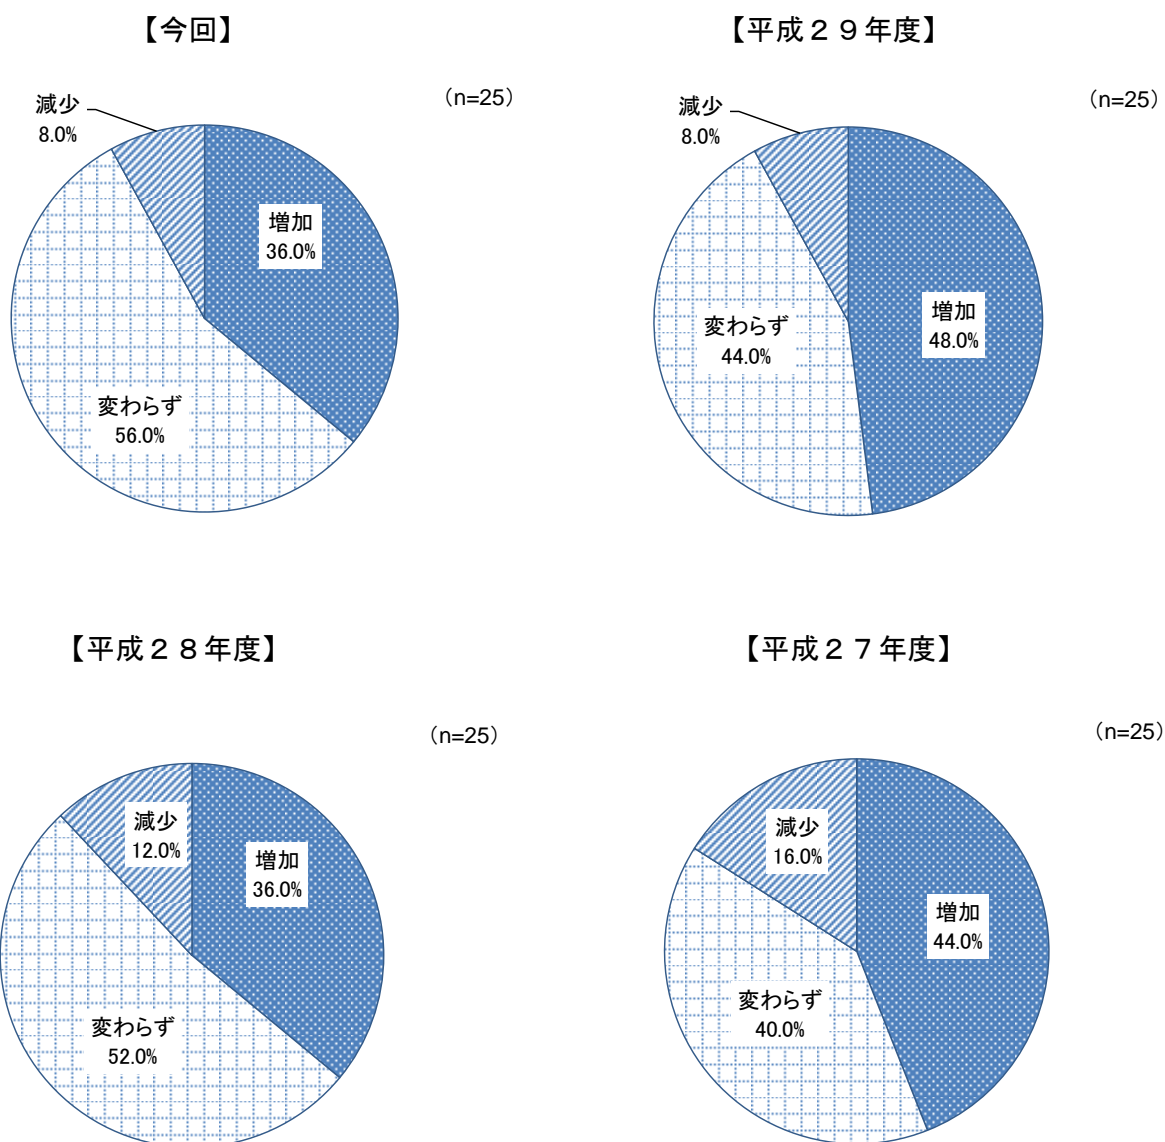 【今回】
（n=25）
減少
8.0%
増加
36.0%
変わらず
56.0%
【平成２９年度】
（n=25）
減少
8.0%
増加
48.0%
変わらず
44.0%
【平成２８年度】
（n=25）
減少
12.0%
増加
36.0%
変わらず
52.0%
【平成２７年度】
（n=25）
減少
16.0%
増加
44.0%
変わらず
40.0%